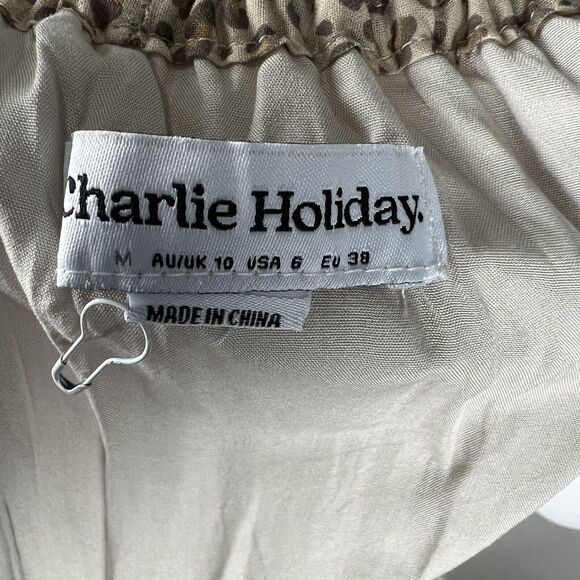 Charlie Holiday.
M AU/UK 10 USA 6 EU 38
MADE IN CHINA